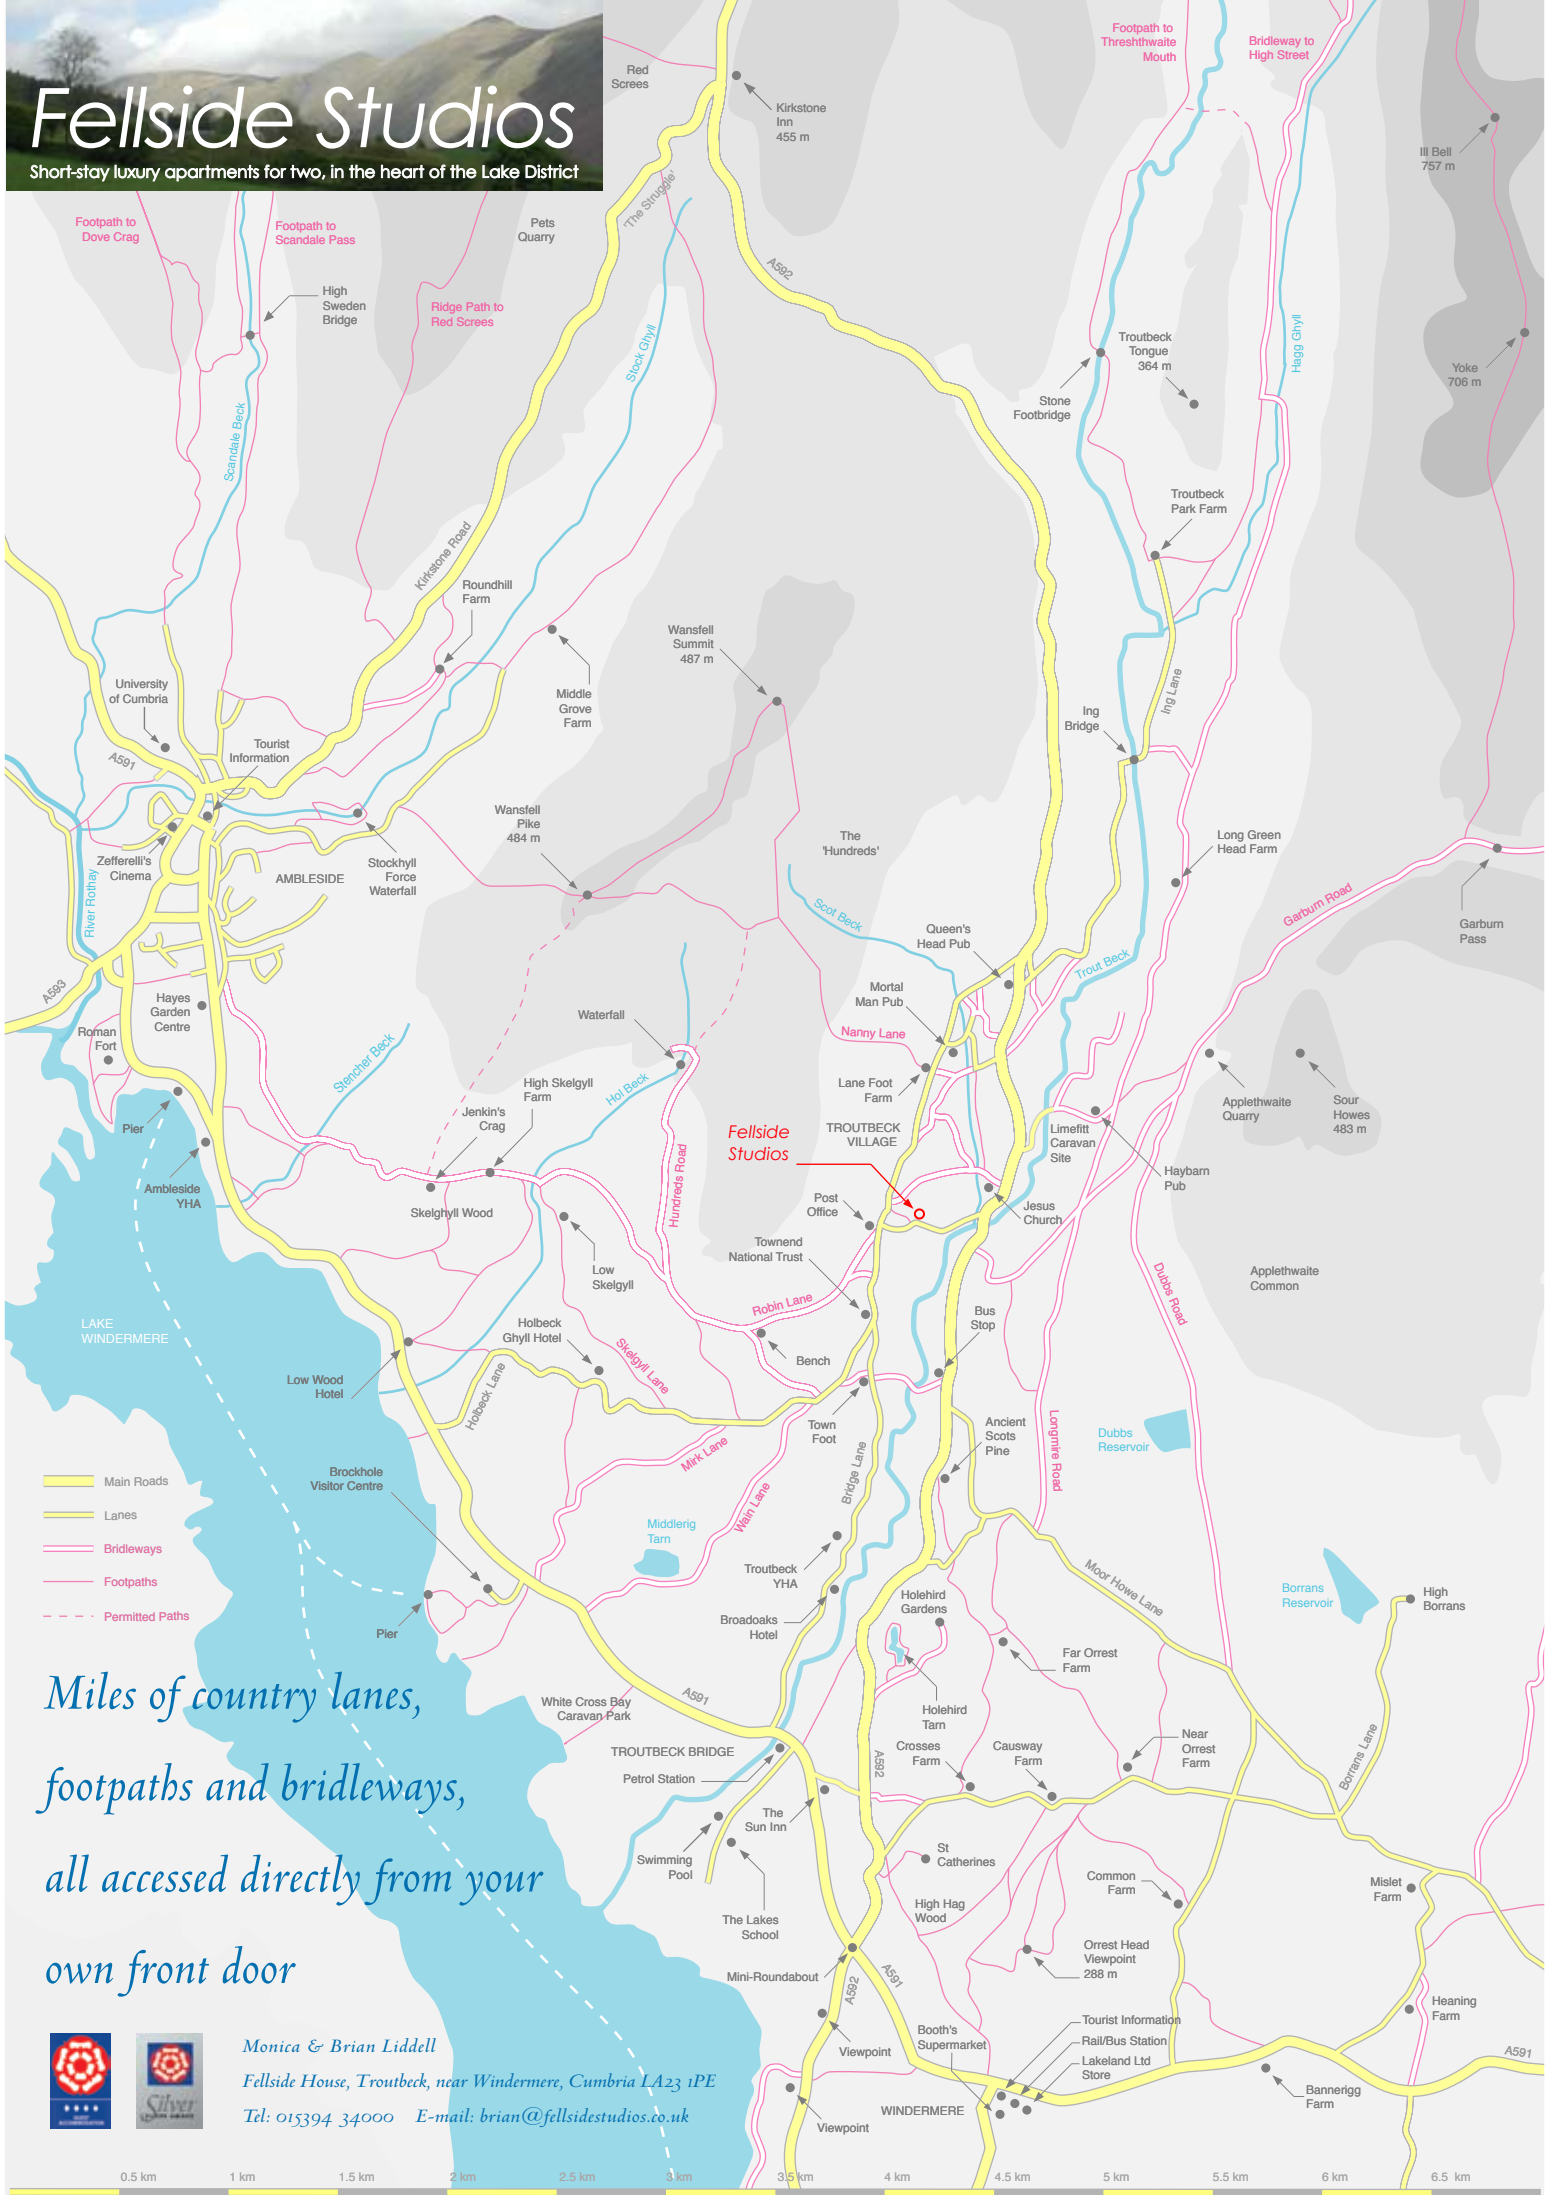 Fellside Studios
Short-stay luxury apartments for two, in the heart of the Lake District
Red
Screes
Kirkstone
Inn
455 m
Footpath to
Threshthwaite
Mouth
Bridleway to
High Street
Ill Bell
757 m
Footpath to
Dove Crag
Footpath to
Scandale Pass
Pets
Quarry
'The Struggle'
A592
High
Sweden
Bridge
Ridge Path to
Red Screes
Stock Ghyll
Troutbeck
Tongue
364 m
Hagg Ghyll
Yoke
706 m
Stone
Footbridge
Scandale Beck
Troutbeck
Park Farm
Kirkstone Road
Roundhill
Farm
Wansfell
Summit
487 m
University
of Cumbria
Middle
Grove
Farm
Ing Lane
Ing
Bridge
A591
Tourist
Information
Wansfell
Pike
484 m
The
'Hundreds'
Long Green
Head Farm
Zefferelli's
Cinema
Stockhyll
Force
Waterfall
AMBLESIDE
River Rothay
Scot Beck
Garburn Road
Garburn
Pass
Queen's
Head Pub
Trout Beck
A593
Hayes
Garden
Centre
Mortal
Man Pub
Roman
Fort
Waterfall
Nanny Lane
Stencher Beck
High Skelgyll
Farm
Hol Beck
Lane Foot
Farm
Jenkin's
Crag
Pier
Fellside
Studios
TROUTBECK
VILLAGE
Limefitt
Caravan
Site
Applethwaite
Quarry
Sour
Howes
483 m
Haybarn
Pub
Ambleside
YHA
Skelghyll Wood
Hundreds Road
Post
Office
Jesus
Church
Low
Skelgyll
Townend
National Trust
Applethwaite
Common
Dubbs Road
Robin Lane
Bus
Stop
LAKE
WINDERMERE
Holbeck
Ghyll Hotel
Skelgyll Lane
Bench
Low Wood
Hotel
Holbeck Lane
Town
Foot
Ancient
Scots
Pine
Longmire Road
Dubbs
Reservoir
Mirk Lane
Bridge Lane
Brockhole
Visitor Centre
Wain Lane
Main Roads
Lanes
Bridleways
Footpaths
Permitted Paths
Middlerig
Tarn
Troutbeck
YHA
Moor Howe Lane
Borrans
Reservoir
High
Borrans
Holehird
Gardens
Broadoaks
Hotel
Pier
Far Orrest
Farm
Miles of country lanes,
footpaths and bridleways,
all accessed directly from your
own front door
White Cross Bay
Caravan Park
A591
Holehird
Tarn
TROUTBECK BRIDGE
Petrol Station
A592
Crosses
Farm
Causway
Farm
Near
Orrest
Farm
Borrans Lane
The
Sun Inn
Swimming
Pool
St
Catherines
Common
Farm
Mislet
Farm
The Lakes
School
High Hag
Wood
Orrest Head
Viewpoint
288 m
Mini-Roundabout
A592
A591
Viewpoint
Booth's
Supermarket
Tourist Information
Rail/Bus Station
Lakeland Ltd
Store
Heaning
Farm
A591
Bannerigg
Farm
WINDERMERE
Viewpoint
Silver
Monica & Brian Liddell
Fellside House, Troutbeck, near Windermere, Cumbria LA23 1PE
Tel: 015394 34000 E-mail: brian@fellsidestudios.co.uk
0.5 km 1 km 1.5 km 2 km 2.5 km 3 km 3.5 km 4 km 4.5 km 5 km 5.5 km 6 km 6.5 km